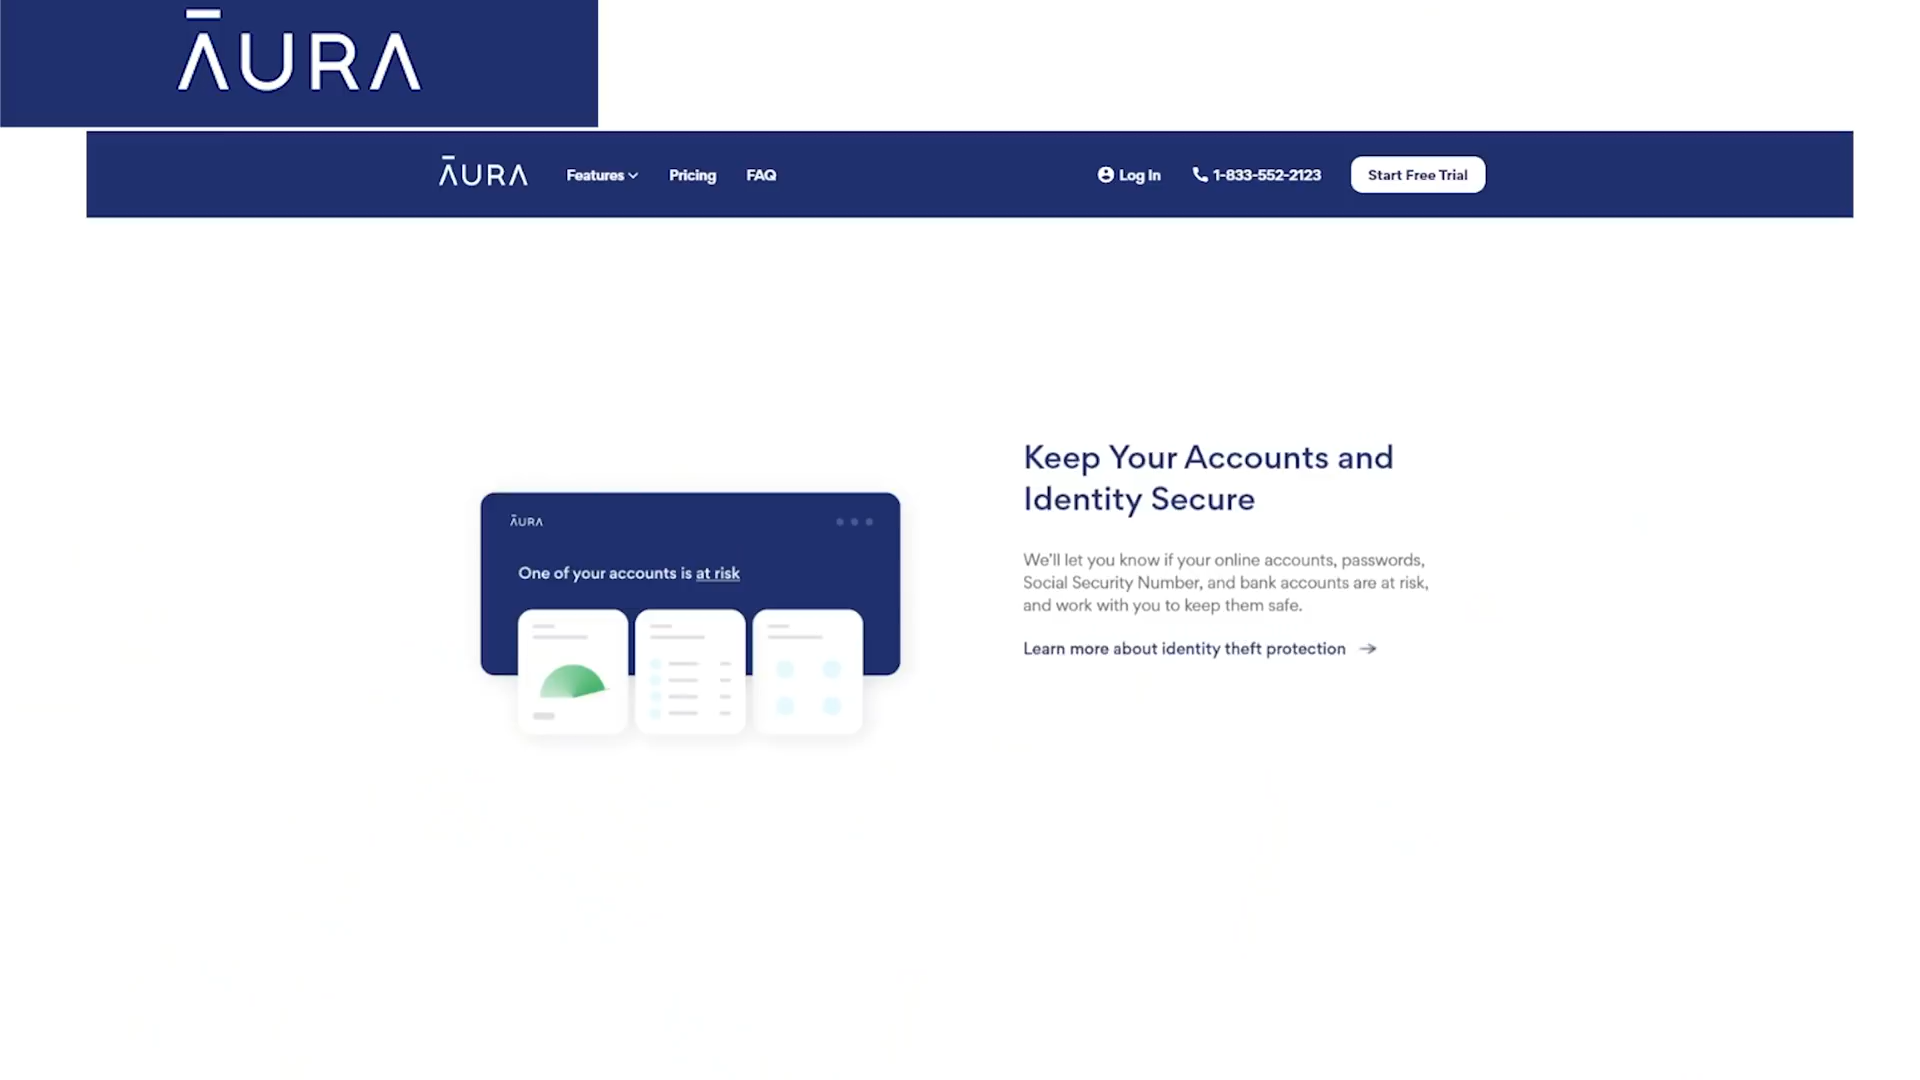 ĀURA
ĀURA Features Pricing FAQ Log In 1-833-552-2123 Start Free Trial
ĀURA
One of your accounts is at risk
Keep Your Accounts and
Identity Secure
We'll let you know if your online accounts, passwords,
Social Security Number, and bank accounts are at risk,
and work with you to keep them safe.
Learn more about identity theft protection